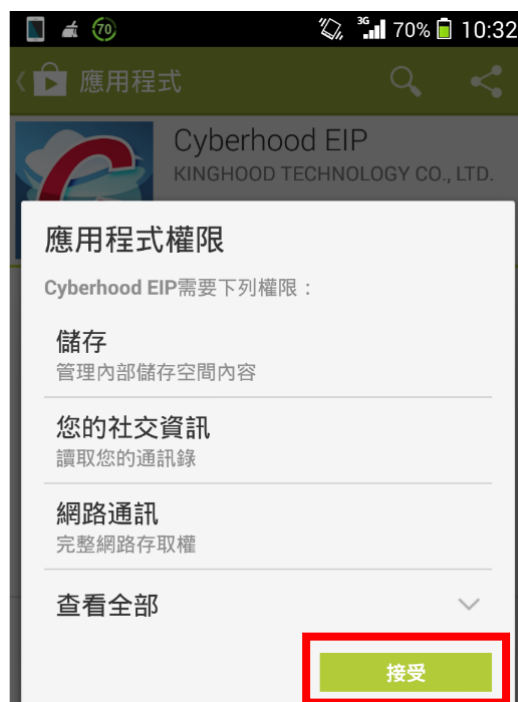 70 3G 70% 10:32
應用程式
Cyberhood EIP
KINGHOOD TECHNOLOGY CO., LTD.
應用程式權限
Cyberhood EIP需要下列權限：
儲存
管理內部儲存空間內容
您的社交資訊
讀取您的通訊錄
網路通訊
完整網路存取權
查看全部
接受